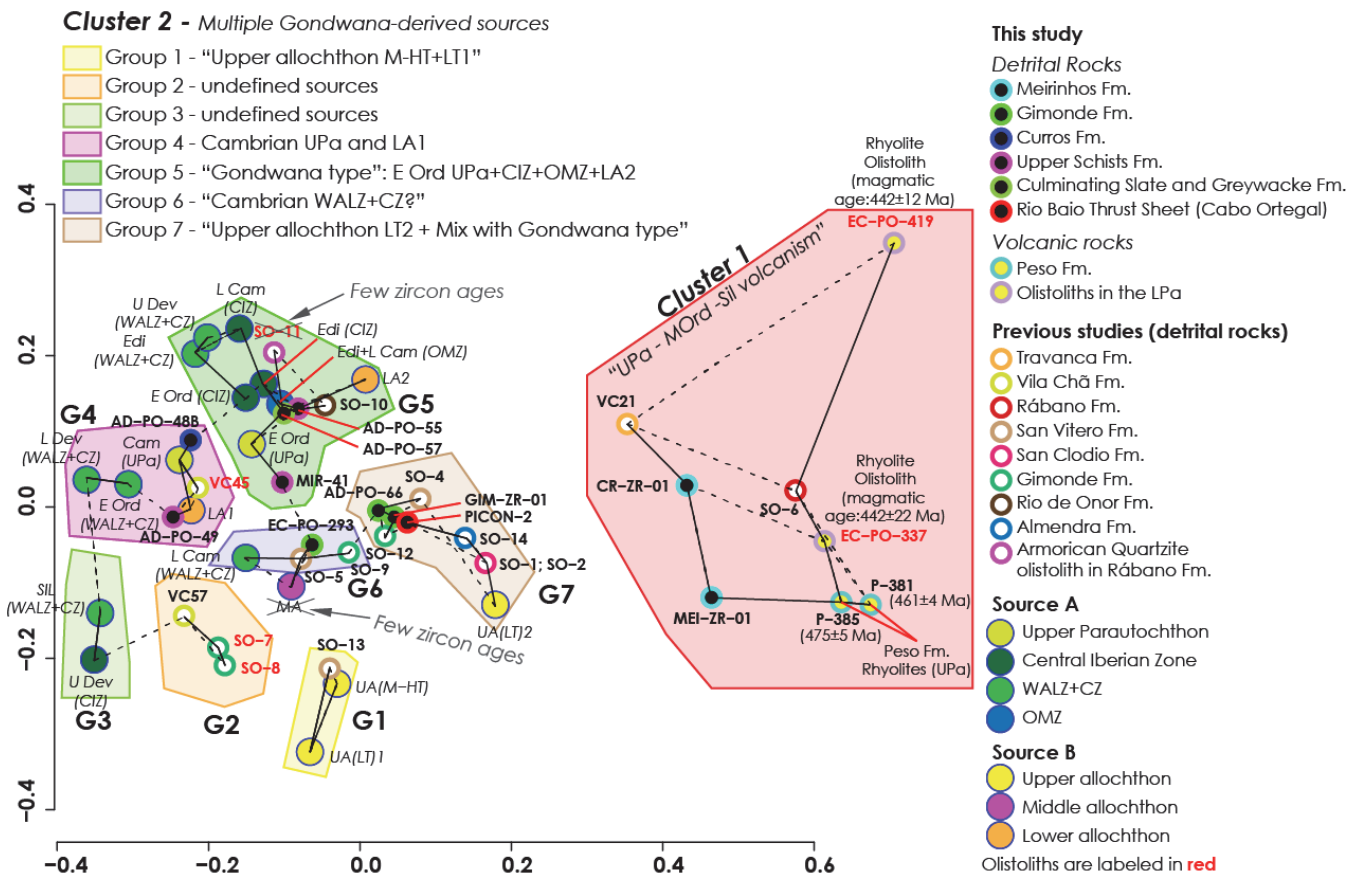 Cluster 2 - Multiple Gondwana-derived sources
Group 1 - “Upper allochthon M-HT+LT1”
Group 2 - undefined sources
Group 3 - undefined sources
Group 4 - Cambrian UPa and LA1
Group 5 - “Gondwana type”: E Ord UPa+CIZ+OMZ+LA2
Group 6 - “Cambrian WALZ+CZ?”
Group 7 - “Upper allochthon LT2 + Mix with Gondwana type”
0.4
0.2
0.0
−0.2
−0.4
−0.4
−0.2
0.0
0.2
0.4
0.6
L Cam
(CIZ)
Few zircon ages
U Dev
(WALZ+CZ)
Edi
(WALZ+CZ)
SO-11
Edi (CIZ)
Edi+L Cam (OMZ)
LA2
E Ord (CIZ)
SO-10
G5
AD-PO-55
AD-PO-57
E Ord
(UPa)
MIR-41
G4
AD-PO-48B
L Dev
(WALZ+CZ)
Cam
(UPa)
VC45
E Ord
(WALZ+CZ)
LA1
AD-PO-49
SO-4
AD-PO-66
GIM-ZR-01
PICON-2
EC-PO-293
SO-14
SO-12
L Cam
(WALZ+CZ)
SO-9
SO-5
SO-1; SO-2
G6
G7
MA
Few zircon ages
UA(LT)2
SIL
(WALZ+CZ)
VC57
SO-7
SO-8
U Dev
(CIZ)
G3
G2
SO-13
UA(M-HT)
G1
UA(LT)1
Rhyolite
Olistolith
(magmatic
age:442±12 Ma)
EC-PO-419
Cluster 1
“UPa - MOrd -Sil volcanism”
VC21
CR-ZR-01
SO-6
Rhyolite
Olistolith
(magmatic
age:442±22 Ma)
EC-PO-337
P-381
(461±4 Ma)
MEI-ZR-01
P-385
(475±5 Ma)
Peso Fm.
Rhyolites (UPa)
This study
Detrital Rocks
Meirinhos Fm.
Gimonde Fm.
Curros Fm.
Upper Schists Fm.
Culminating Slate and Greywacke Fm.
Rio Baio Thrust Sheet (Cabo Ortegal)
Volcanic rocks
Peso Fm.
Olistoliths in the LPa
Previous studies (detrital rocks)
Travanca Fm.
Vila Chã Fm.
Rábano Fm.
San Vitero Fm.
San Clodio Fm.
Gimonde Fm.
Rio de Onor Fm.
Almendra Fm.
Armorican Quartzite
olistolith in Rábano Fm.
Source A
Upper Parautochthon
Central Iberian Zone
WALZ+CZ
OMZ
Source B
Upper allochthon
Middle allochthon
Lower allochthon
Olistoliths are labeled in red